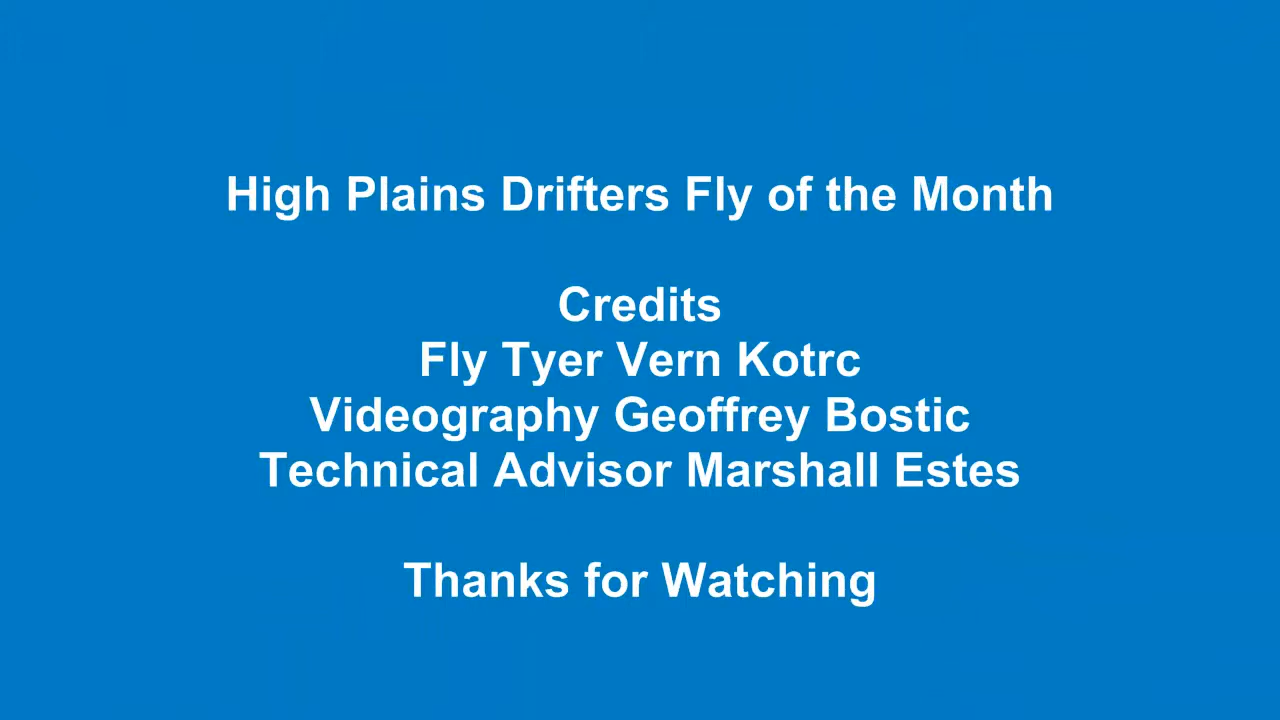 High Plains Drifters Fly of the Month
Credits
Fly Tyer Vern Kotrc
Videography Geoffrey Bostic
Technical Advisor Marshall Estes
Thanks for Watching